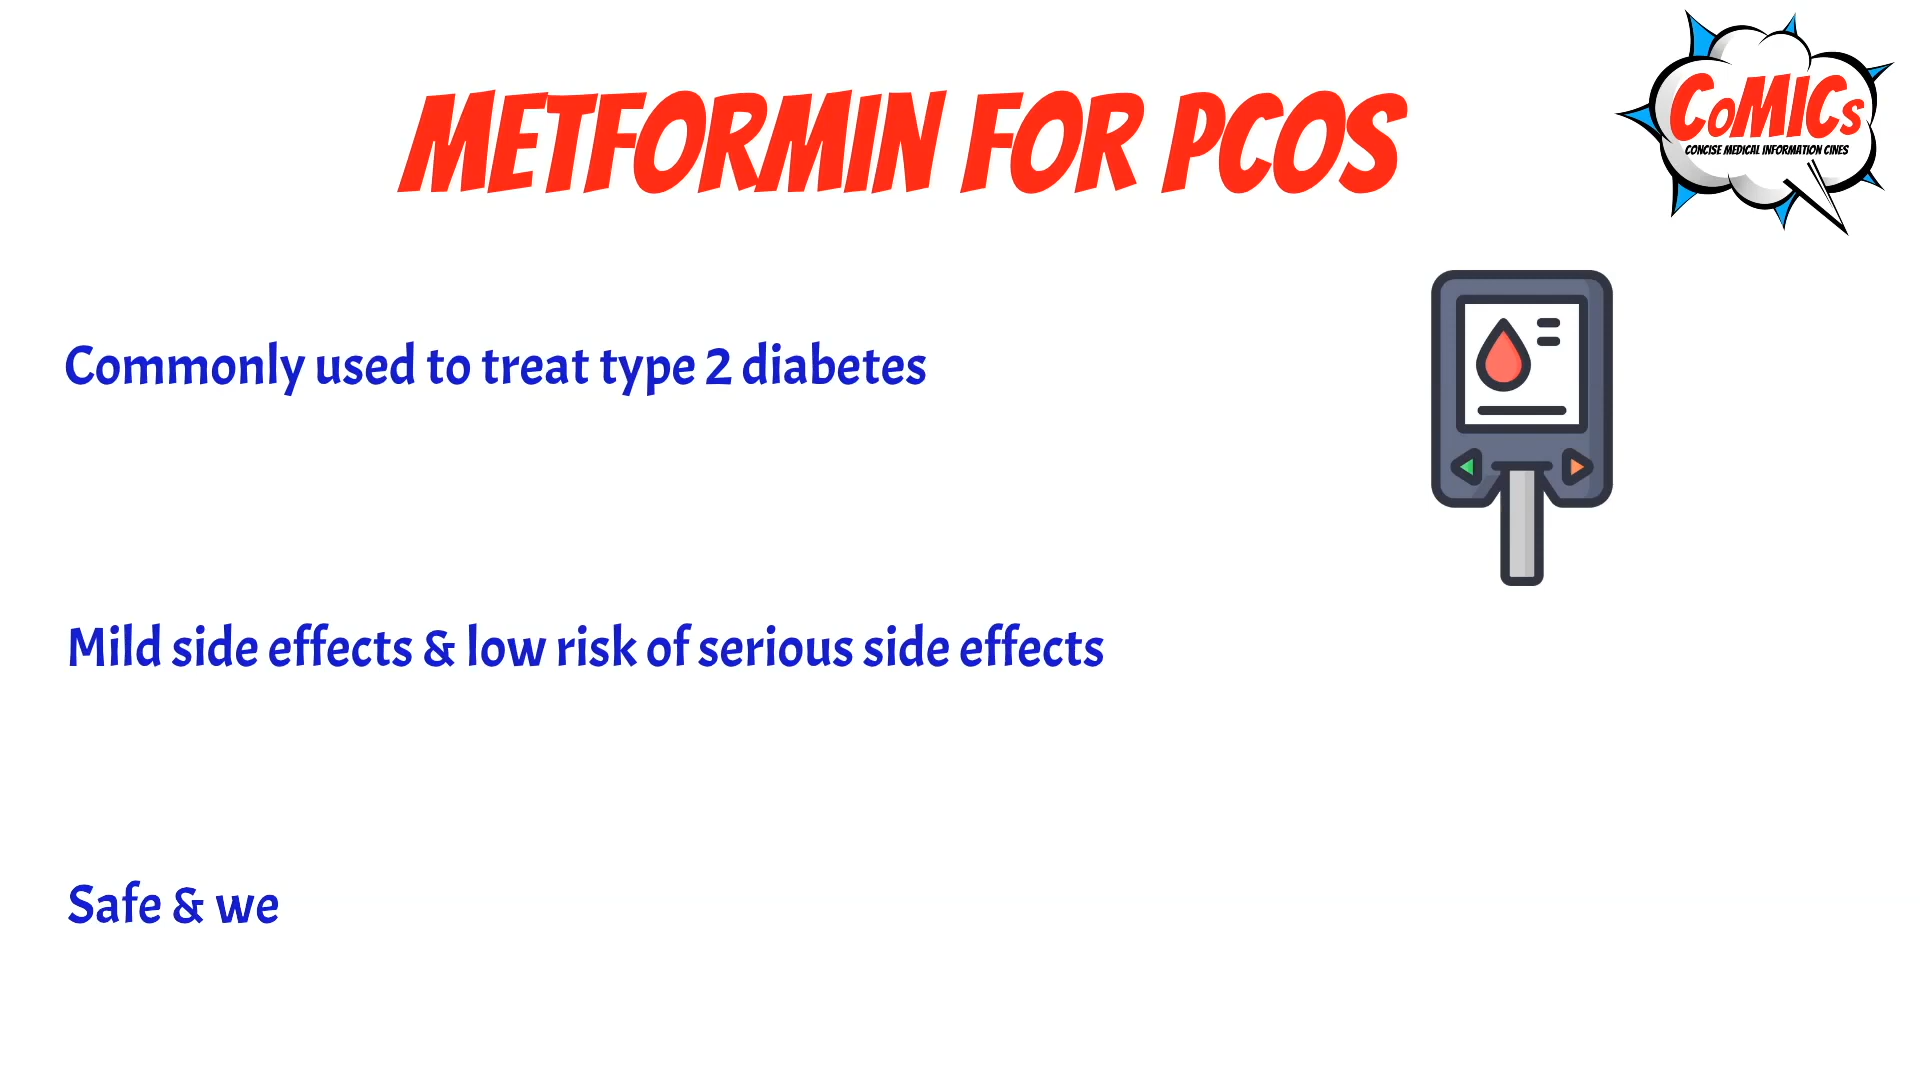 METFORMIN FOR PCOS
CoMICs
CONCISE MEDICAL INFORMATION CINES
Commonly used to treat type 2 diabetes
Mild side effects & low risk of serious side effects
Safe & we